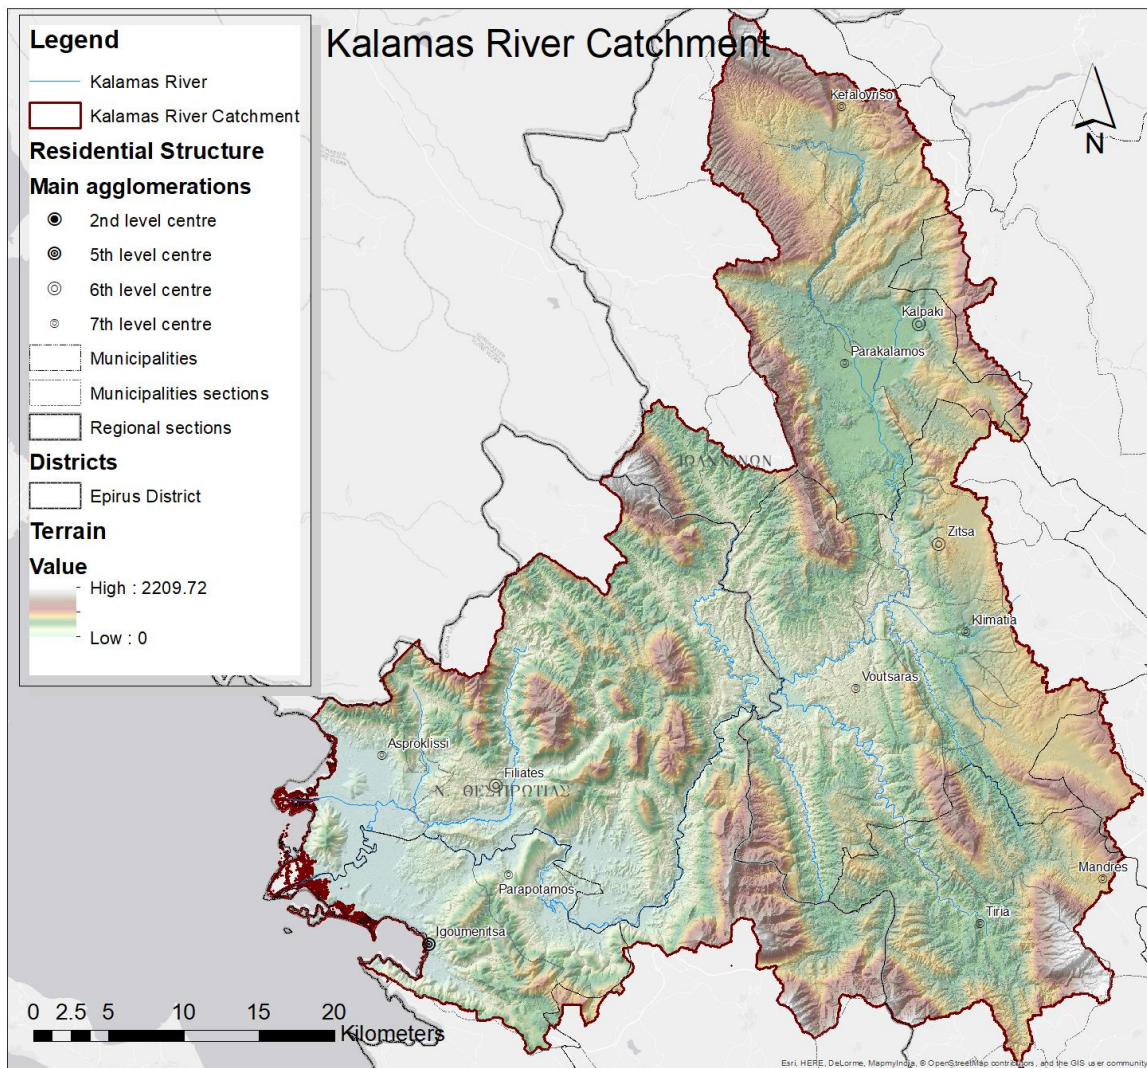 Kalamas River Catchment
Legend
Kalamas River
Kalamas River Catchment
Residential Structure
Main agglomerations
2nd level centre
5th level centre
6th level centre
7th level centre
Municipalities
Municipalities sections
Regional sections
Districts
Epirus District
Terrain
Value
High : 2209.72
Low : 0
N
Kefalovriso
Kalpaki
Parakalamos
ΙΩΑΝΝΙΝΩΝ
Zitsa
Klimatia
Voutsaras
Asproklissi
Filiates
Ν. ΘΕΣΠΡΩΤΙΑΣ
Parapotamos
Mandres
Tiria
Igoumenitsa
0 2.5 5 10 15 20
Kilometers
Esri, HERE, DeLorme, MapmyIndia, © OpenStreetMap contributors, and the GIS user community